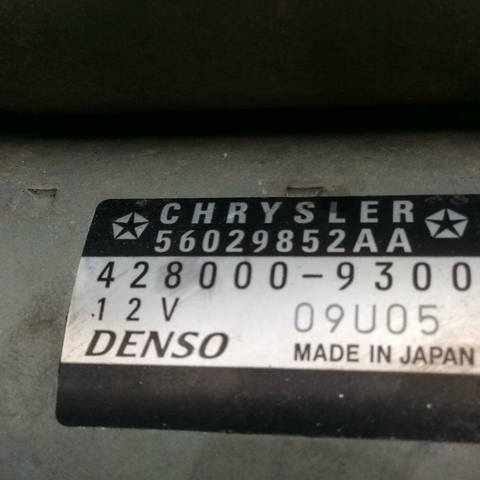 CHRYSLER
56029852AA
428000-9300
12V 09U05
DENSO MADE IN JAPAN